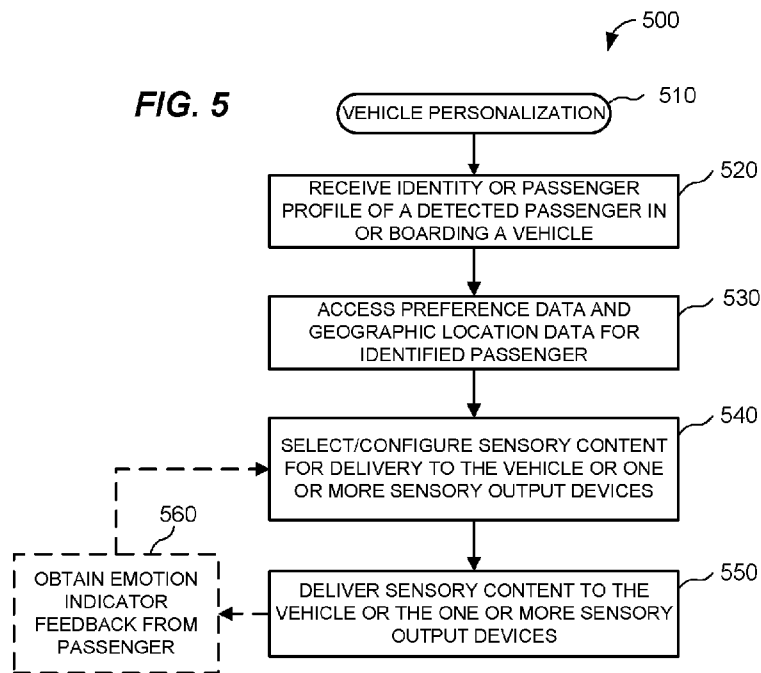 500
FIG. 5
VEHICLE PERSONALIZATION
510
RECEIVE IDENTITY OR PASSENGER
PROFILE OF A DETECTED PASSENGER IN
OR BOARDING A VEHICLE
520
ACCESS PREFERENCE DATA AND
GEOGRAPHIC LOCATION DATA FOR
IDENTIFIED PASSENGER
530
SELECT/CONFIGURE SENSORY CONTENT
FOR DELIVERY TO THE VEHICLE OR ONE
OR MORE SENSORY OUTPUT DEVICES
540
DELIVER SENSORY CONTENT TO THE
VEHICLE OR THE ONE OR MORE SENSORY
OUTPUT DEVICES
550
560
OBTAIN EMOTION
INDICATOR
FEEDBACK FROM
PASSENGER